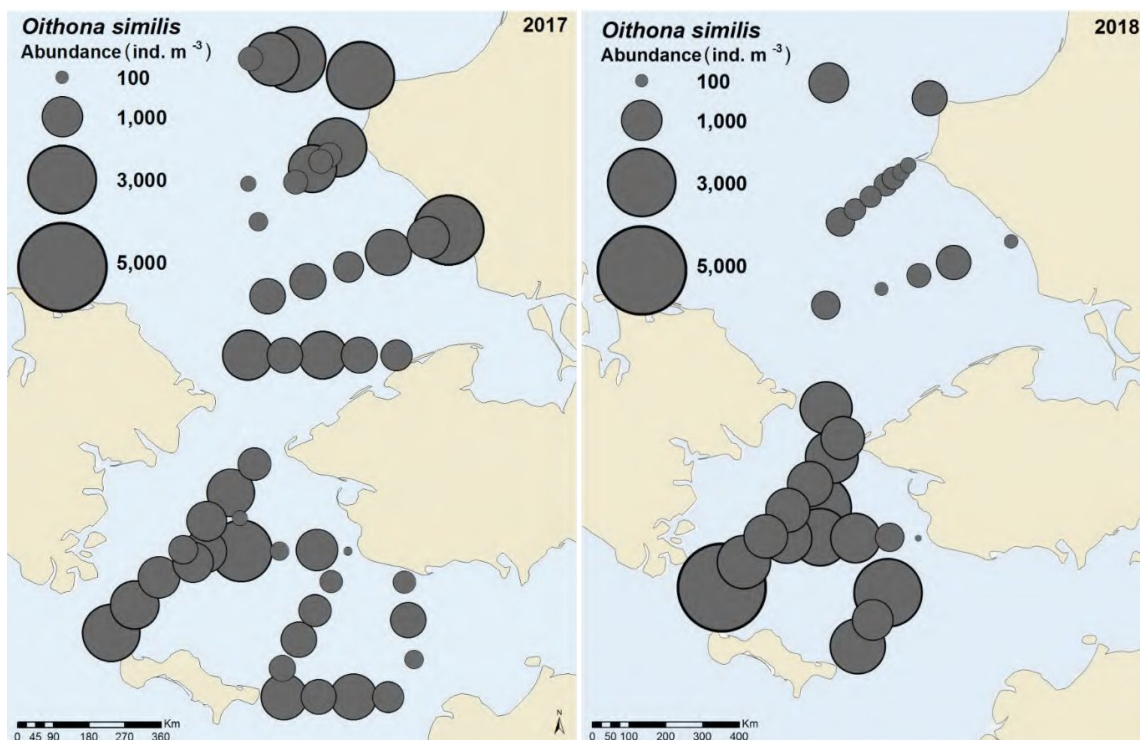 Oithona similis 2017
Abundance (ind. m -3)
100
1,000
3,000
5,000
Km
0 45 90 180 270 360
N
Oithona similis 2018
Abundance (ind. m -3)
100
1,000
3,000
5,000
Km
0 50 100 200 300 400